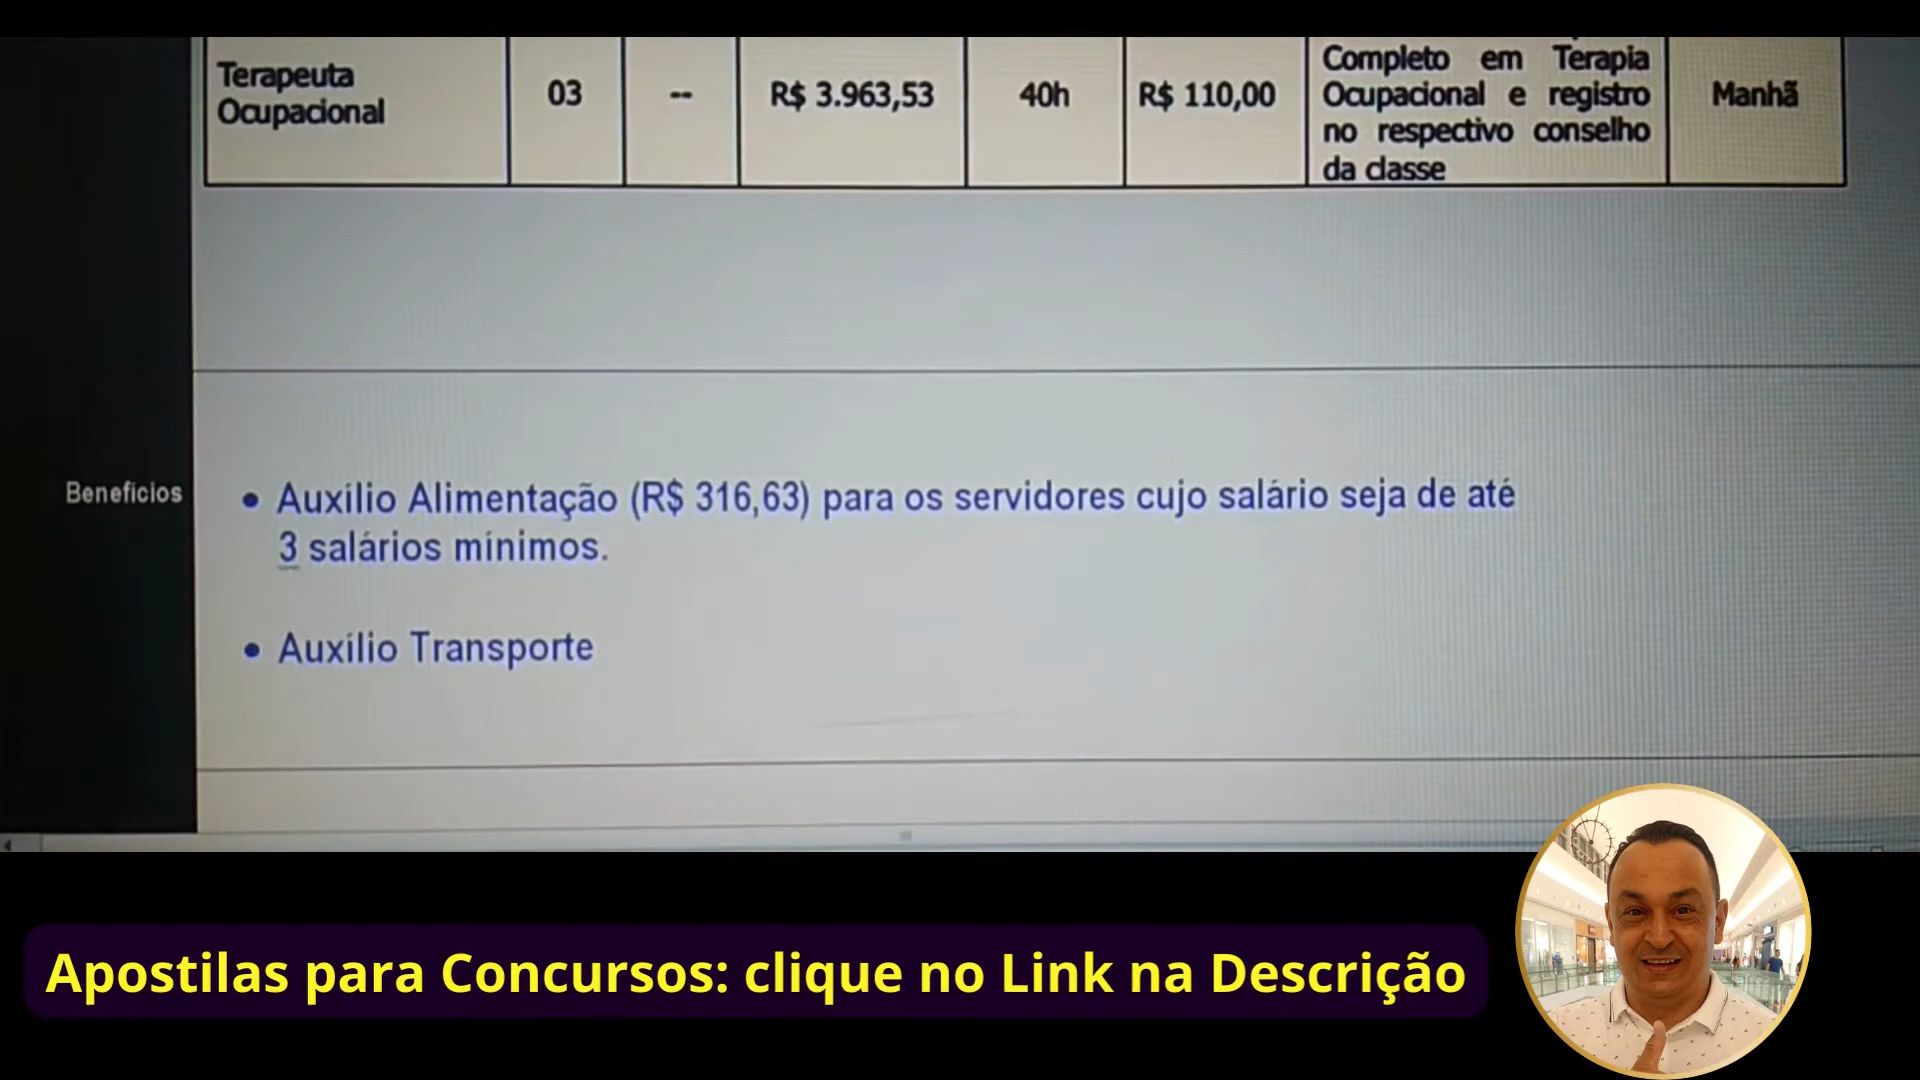 Terapeuta
Ocupacional
03
--
R$ 3.963,53
40h
R$ 110,00
Completo em Terapia
Ocupacional e registro
no respectivo conselho
da classe
Manhã
Beneficios
• Auxílio Alimentação (R$ 316,63) para os servidores cujo salário seja de até
3 salários mínimos.
• Auxílio Transporte
Apostilas para Concursos: clique no Link na Descrição